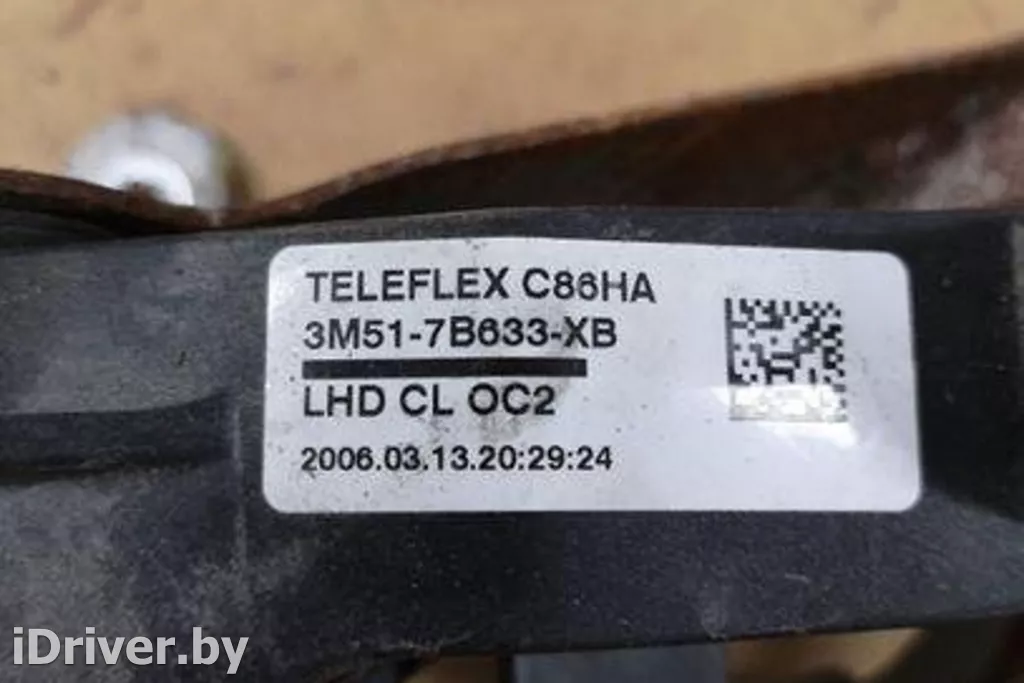 TELEFLEX C86HA
3M51-7B633-XB
LHD CL OC2
2006.03.13.20:29:24
iDriver.by